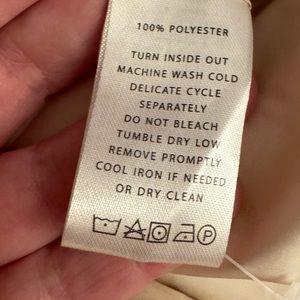 100% POLYESTER
TURN INSIDE OUT
MACHINE WASH COLD
DELICATE CYCLE
SEPARATELY
DO NOT BLEACH
TUMBLE DRY LOW
REMOVE PROMPTLY
COOL IRON IF NEEDED
OR DRY CLEAN
P